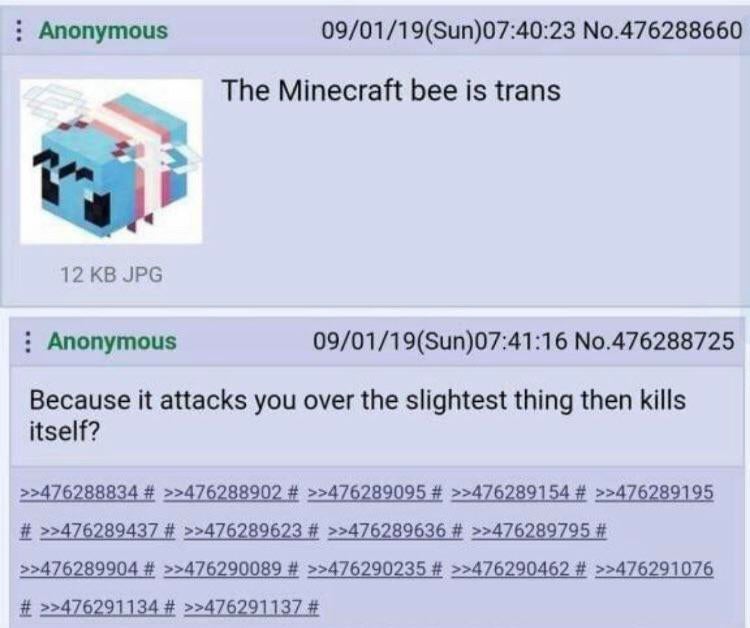 Anonymous 09/01/19(Sun)07:40:23 No.476288660
The Minecraft bee is trans
12 KB JPG
Anonymous 09/01/19(Sun)07:41:16 No.476288725
Because it attacks you over the slightest thing then kills
itself?
>>476288834 # >>476288902 # >>476289095 # >>476289154 # >>476289195
# >>476289437 # >>476289623 # >>476289636 # >>476289795 #
>>476289904 # >>476290089 # >>476290235 # >>476290462 # >>476291076
# >>476291134 # >>476291137 #